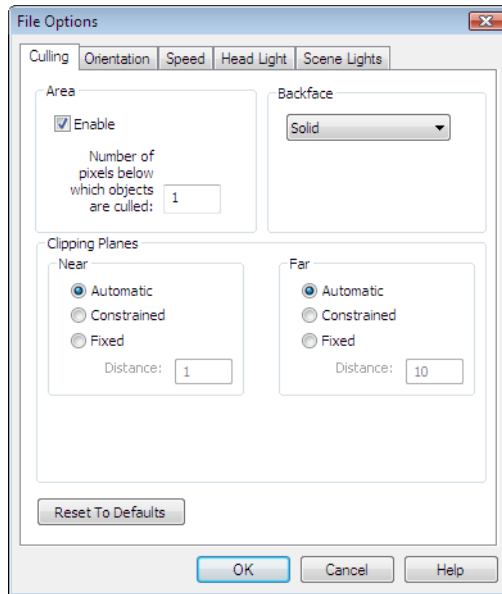 File Options
Culling
Orientation
Speed
Head Light
Scene Lights
Area
Enable
Number of
pixels below
which objects
are culled:
1
Backface
Solid
Clipping Planes
Near
Automatic
Constrained
Fixed
Distance:
1
Far
Automatic
Constrained
Fixed
Distance:
10
Reset To Defaults
OK
Cancel
Help